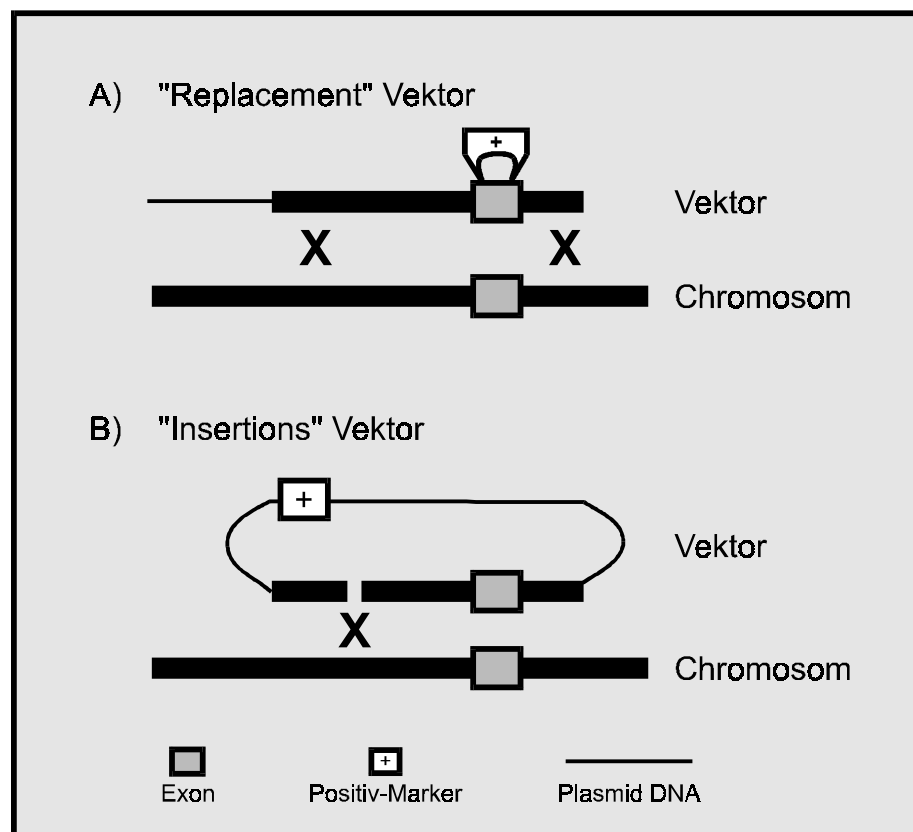 A) "Replacement" Vektor
+
Vektor
X X
Chromosom
B) "Insertions" Vektor
+
Vektor
X
Chromosom
+
Exon Positiv-Marker Plasmid DNA